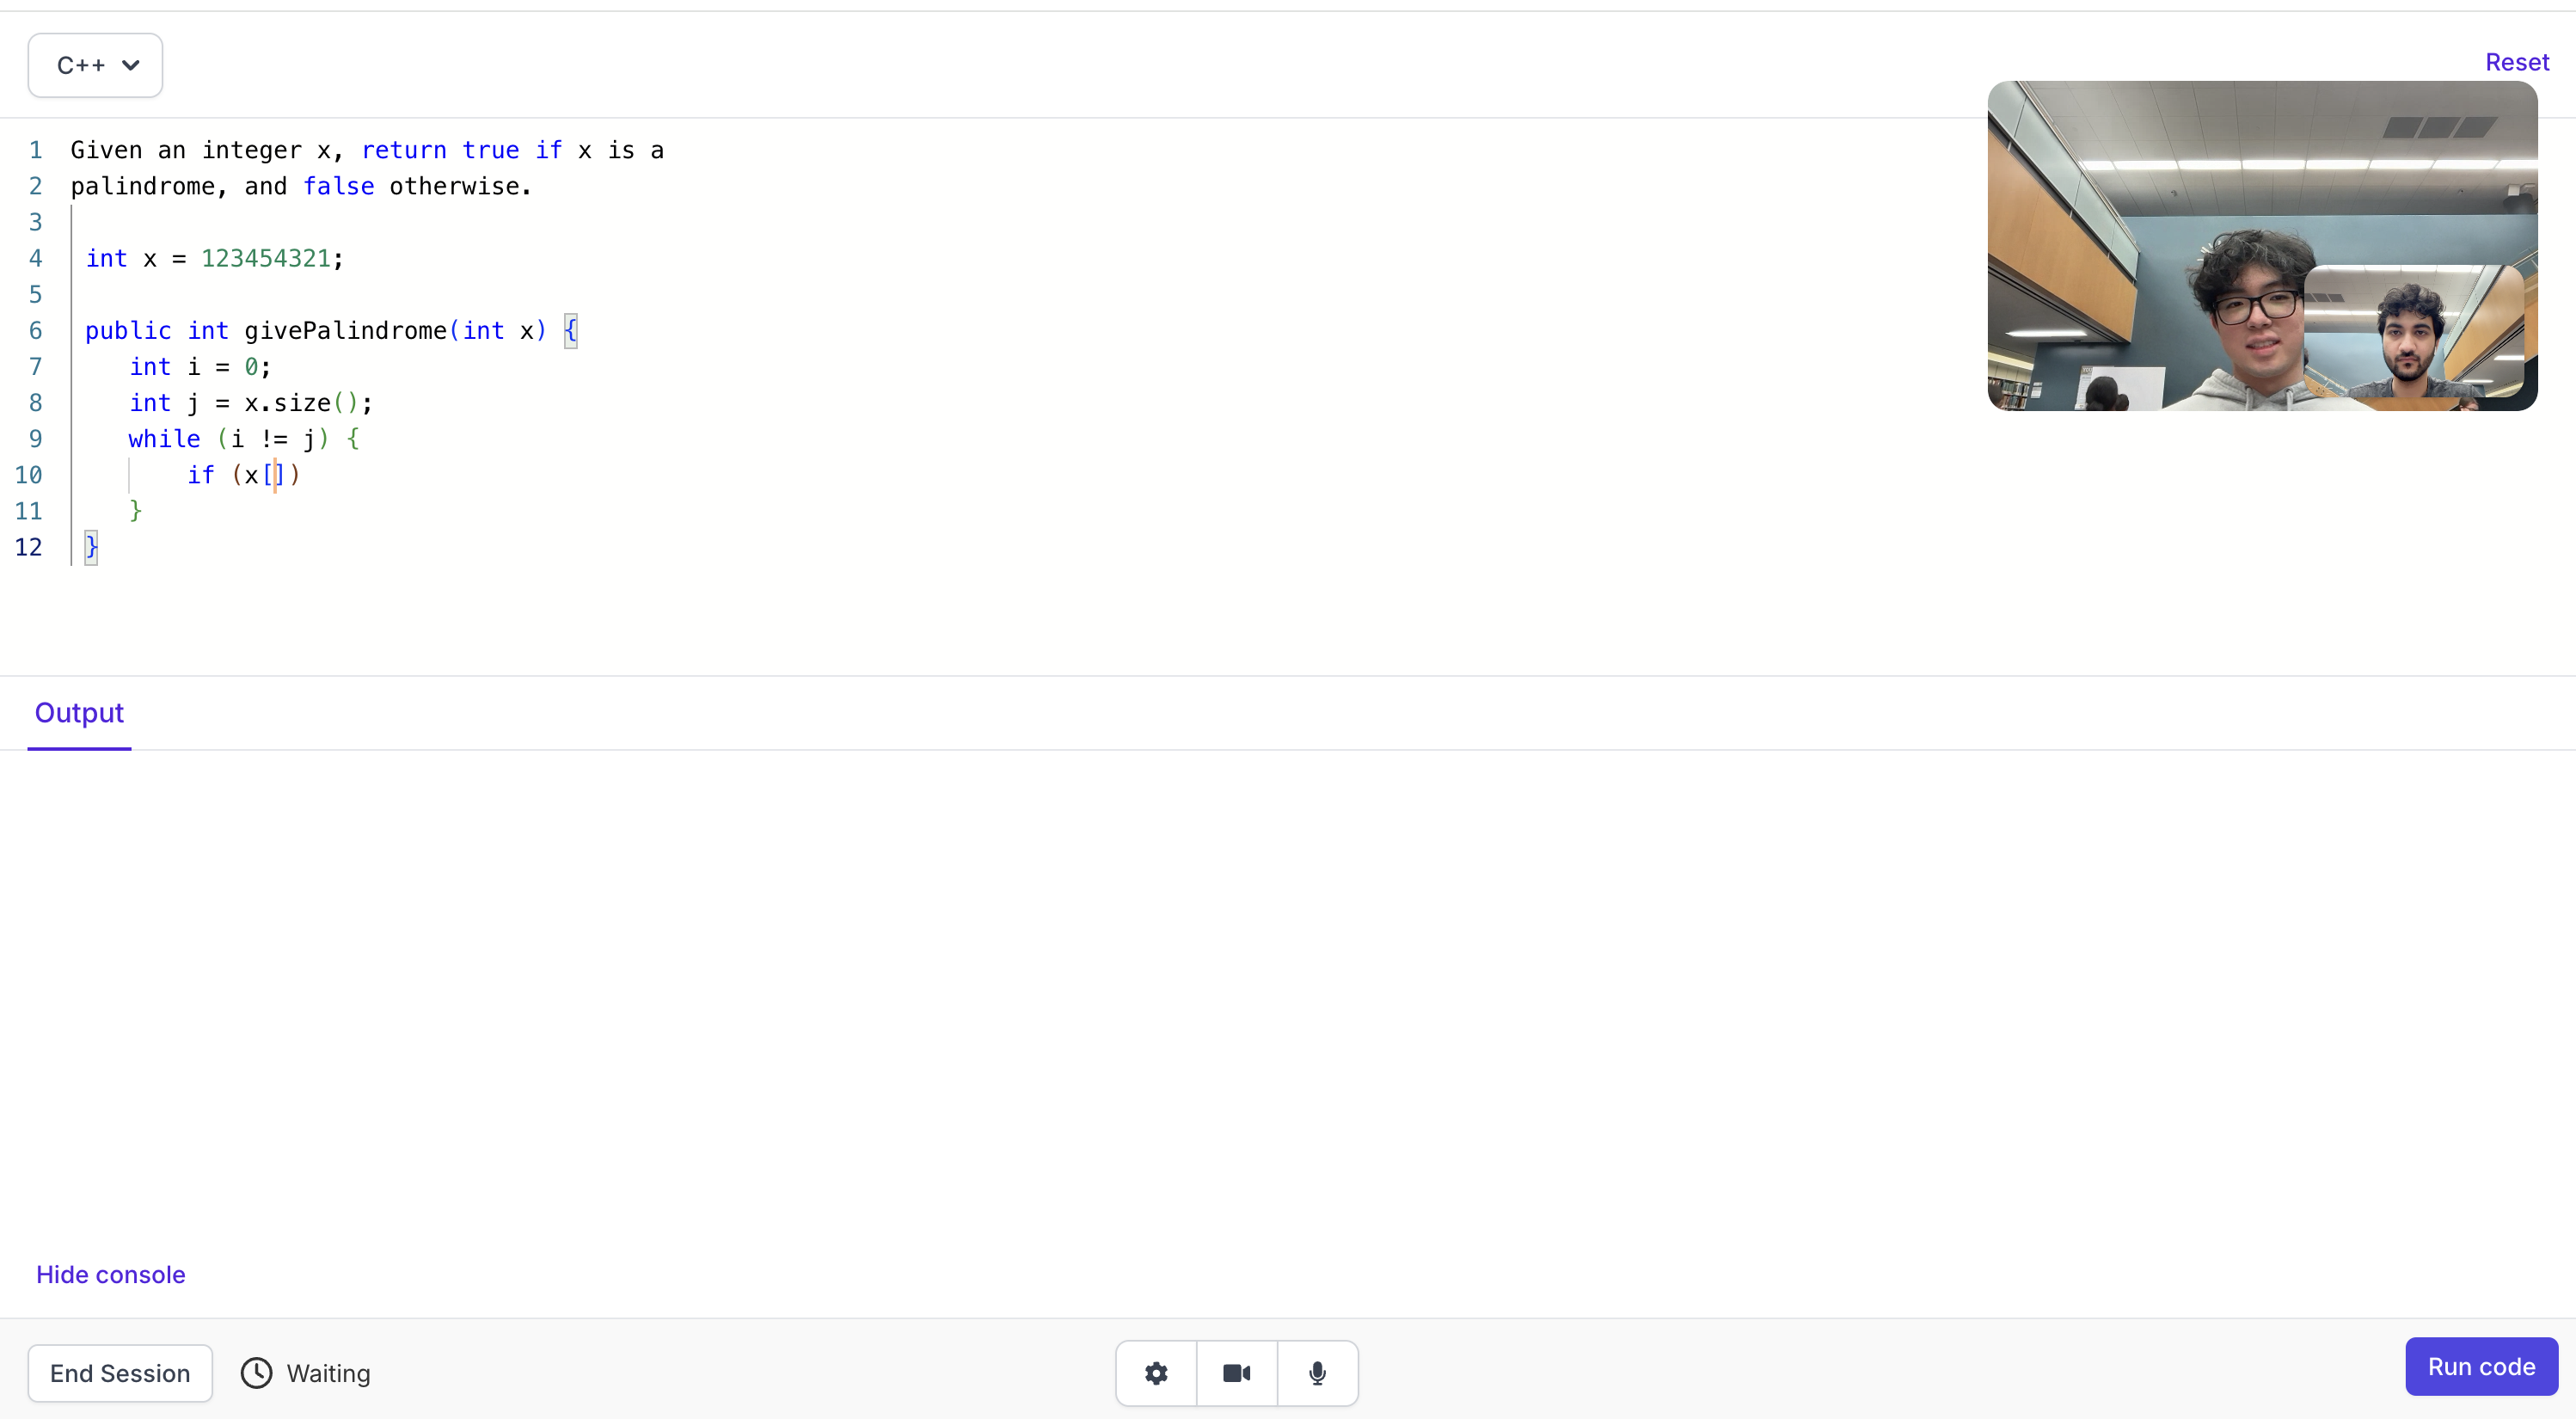 C++
Reset
1 Given an integer x, return true if x is a
2 palindrome, and false otherwise.
3
4 int x = 123454321;
5
6 public int givePalindrome(int x) {
7 int i = 0;
8 int j = x.size();
9 while (i != j) {
10 if (x[])
11 }
12 }
Output
Hide console
End Session
Waiting
Run code